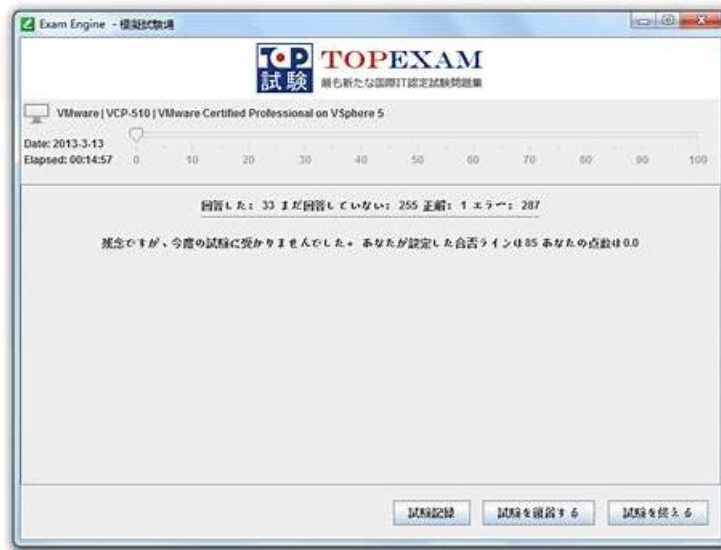 Exam Engine - 模擬試験過
TOP
試験
TOPEXAM
最も新たな国際IT認定試験問題集
VMware | VCP-510 | VMware Certified Professional on VSphere 5
Date: 2013-3-13
Elapsed: 00:14:57
0 10 20 30 40 50 60 70 80 90 100
回答した: 33 まだ回答していない: 255 正解: 1 エラー: 287
残念ですが、今度の試験に受かりませんでした。 あなたが設定した合否ラインは85 あなたの点数は0.0
試験記録 試験を復習する 試験を終える